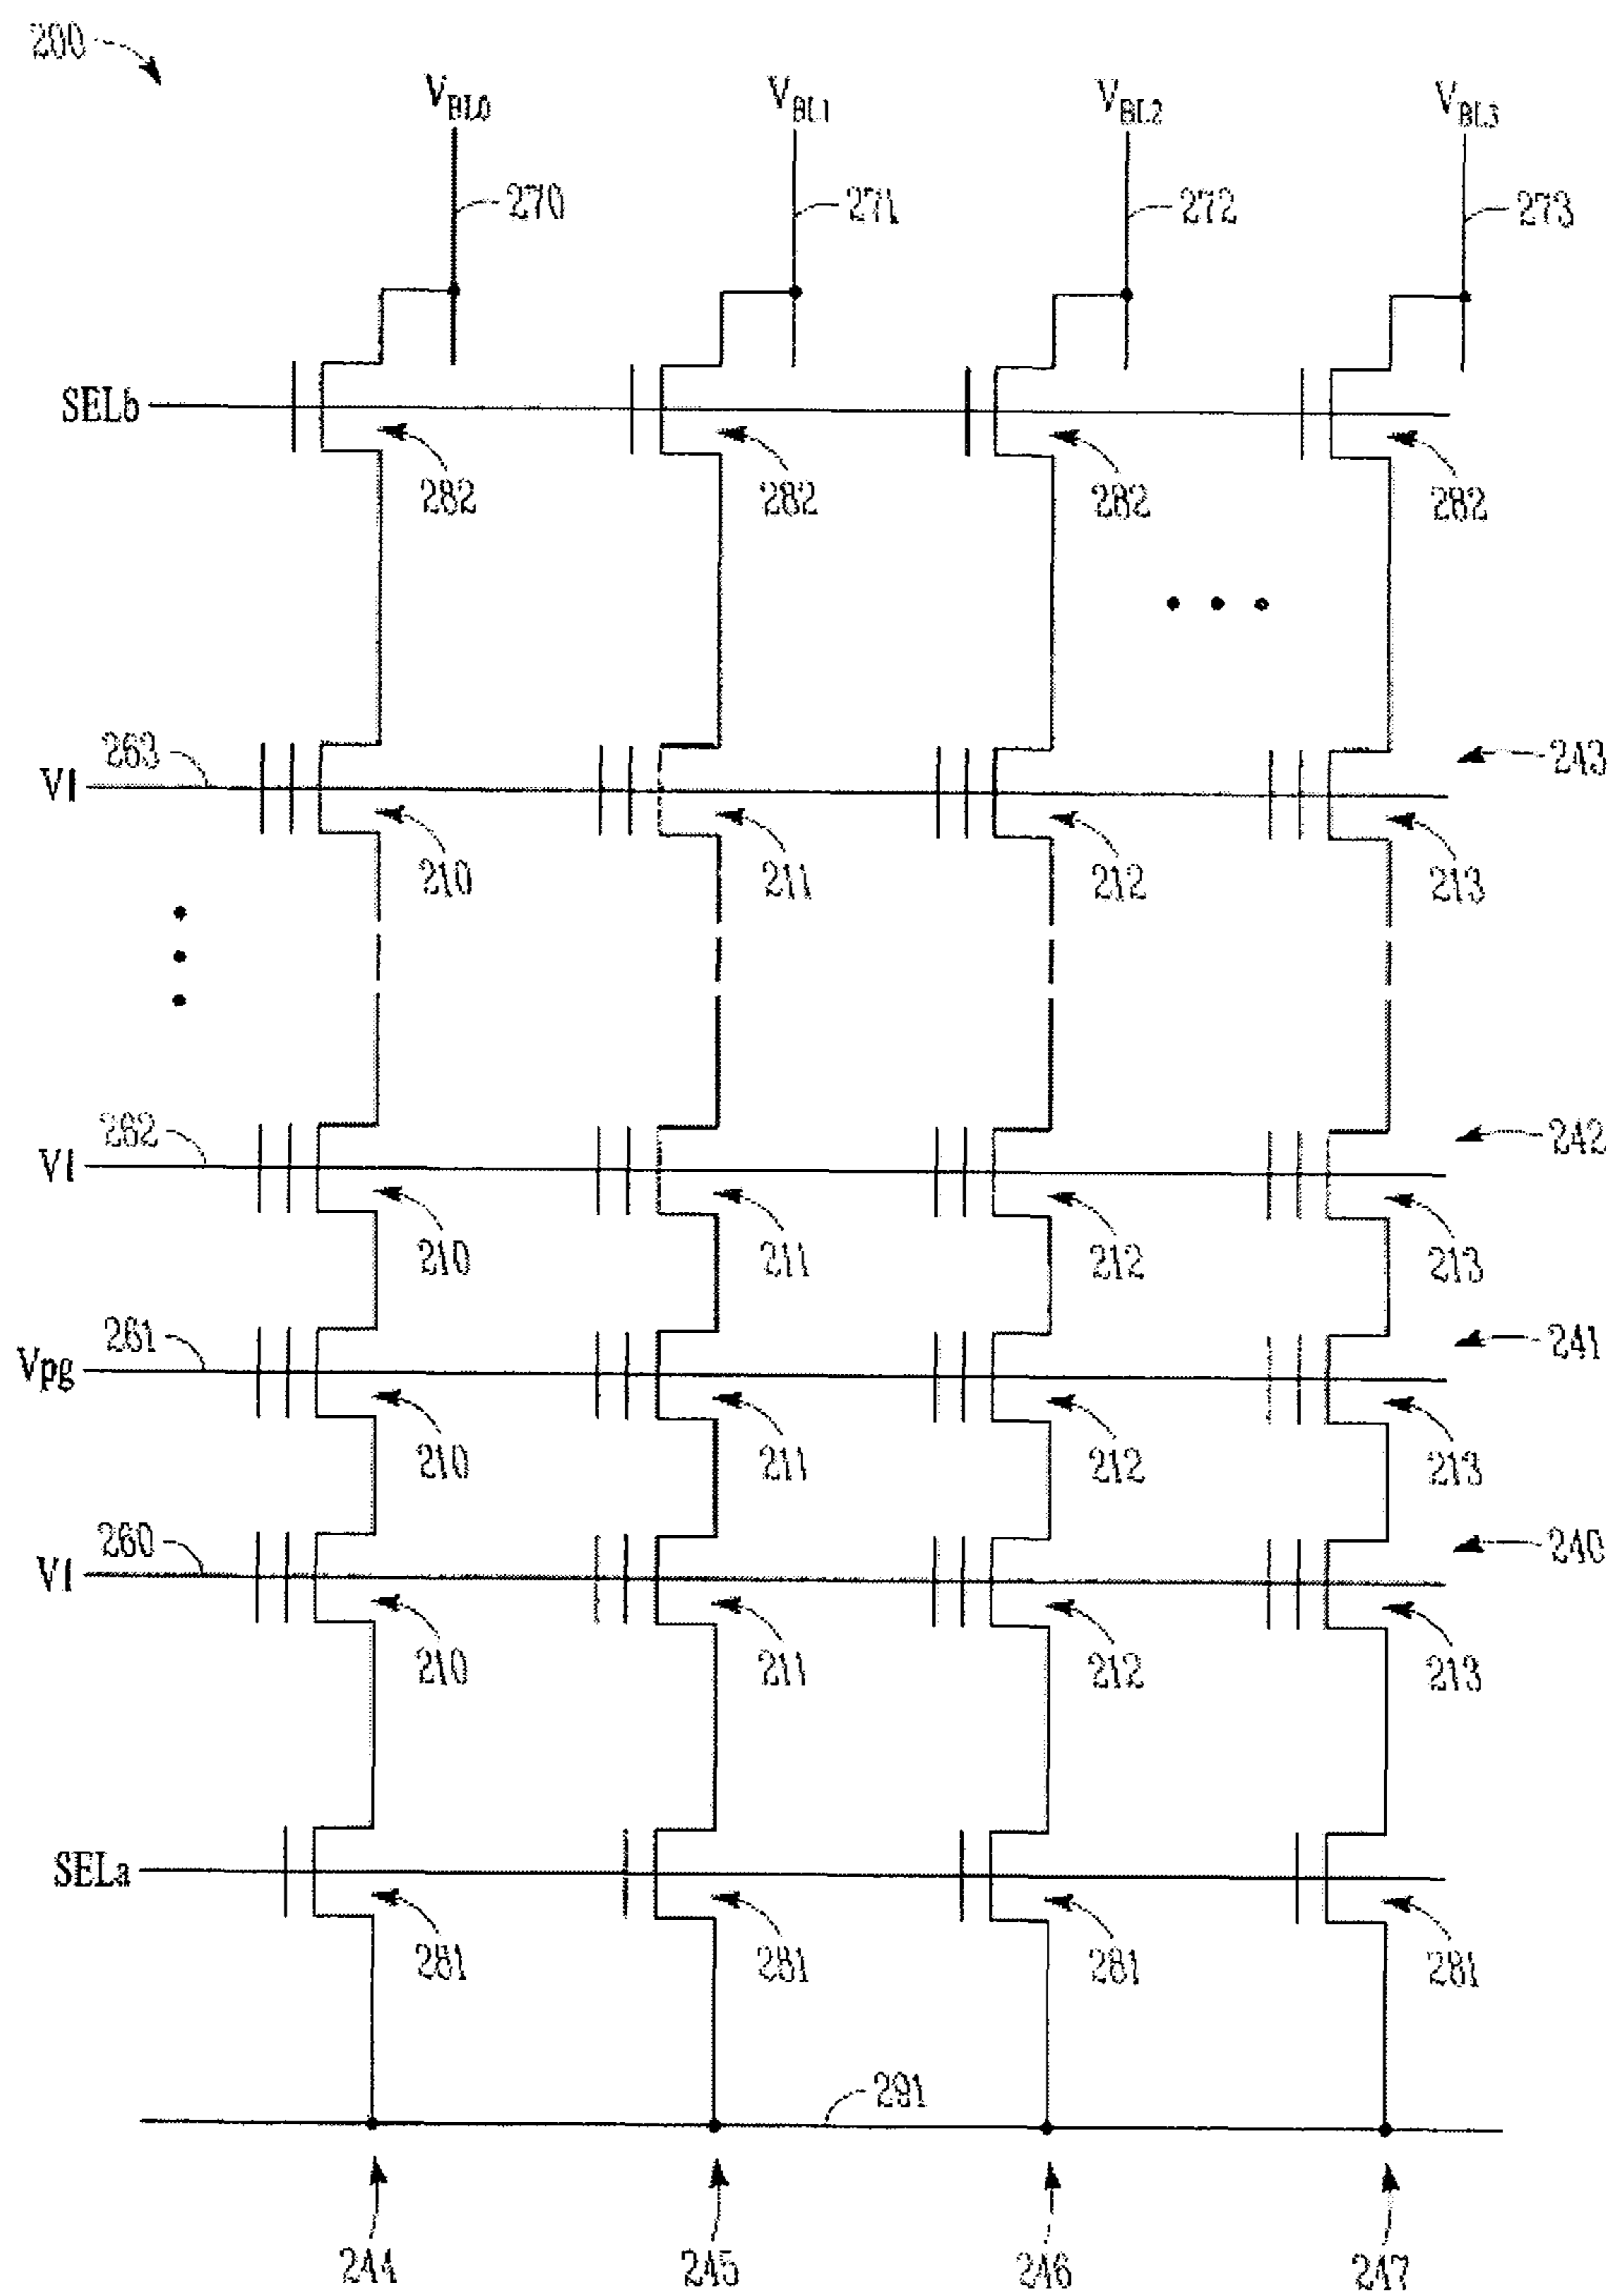 200
VBL0 VBL1 VBL2 VBL3
270 271 272 273
SELb
282 282 282 282
263 243
V1
210 211 212 213
262 242
V1
210 211 212 213
261 241
Vpg
210 211 212 213
260 240
V1
210 211 212 213
SELa
281 281 281 281
291
244 245 246 247